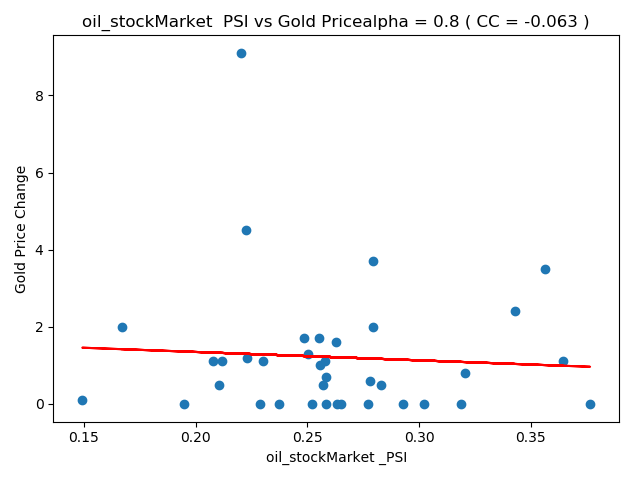 oil_stockMarket  PSI vs Gold Pricealpha = 0.8 ( CC = -0.063 )
Gold Price Change
8
6
4
2
0
0.15 0.20 0.25 0.30 0.35
oil_stockMarket _PSI